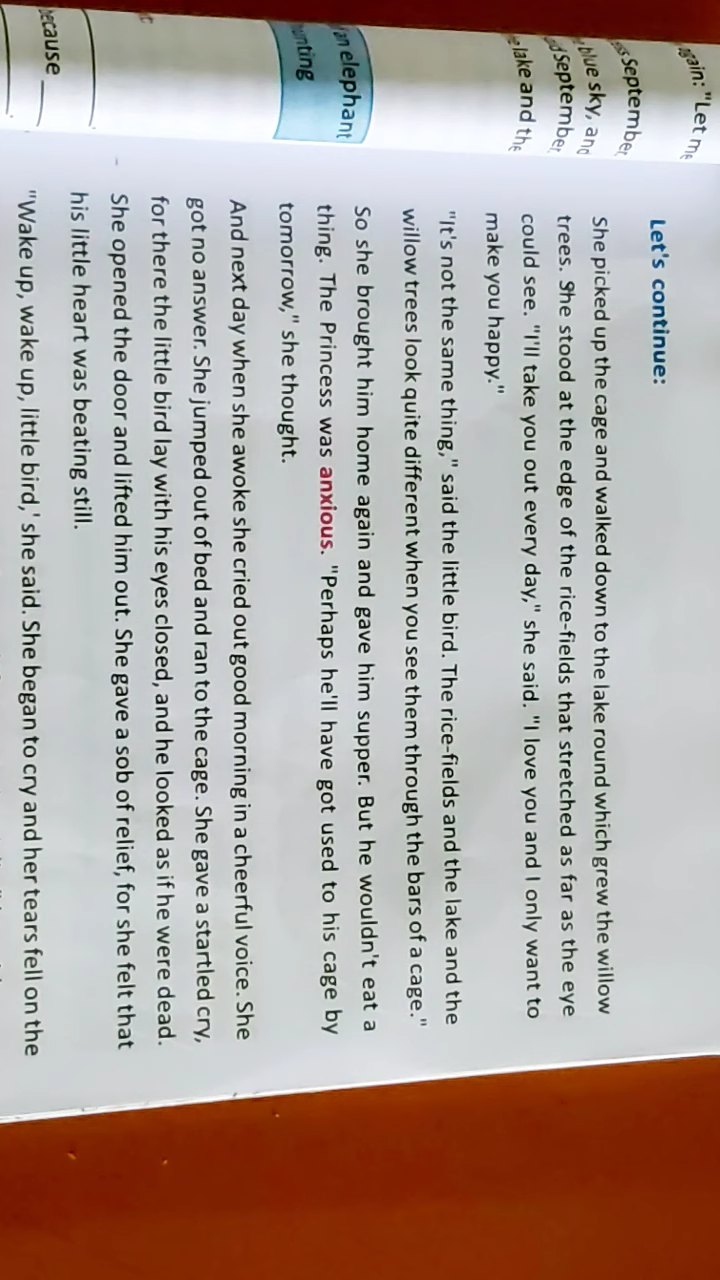 again: "Let me
September,
blue sky, and
September,
lake and the
an elephant
because
Let's continue:
She picked up the cage and walked down to the lake round which grew the willow
trees. She stood at the edge of the rice-fields that stretched as far as the eye
could see. "I'll take you out every day," she said. "I love you and I only want to
make you happy."
"It's not the same thing," said the little bird. The rice-fields and the lake and the
willow trees look quite different when you see them through the bars of a cage."
So she brought him home again and gave him supper. But he wouldn't eat a
thing. The Princess was anxious. "Perhaps he'll have got used to his cage by
tomorrow," she thought.
And next day when she awoke she cried out good morning in a cheerful voice. She
got no answer. She jumped out of bed and ran to the cage. She gave a startled cry,
for there the little bird lay with his eyes closed, and he looked as if he were dead.
She opened the door and lifted him out. She gave a sob of relief, for she felt that
his little heart was beating still.
"Wake up, wake up, little bird,' she said. She began to cry and her tears fell on the